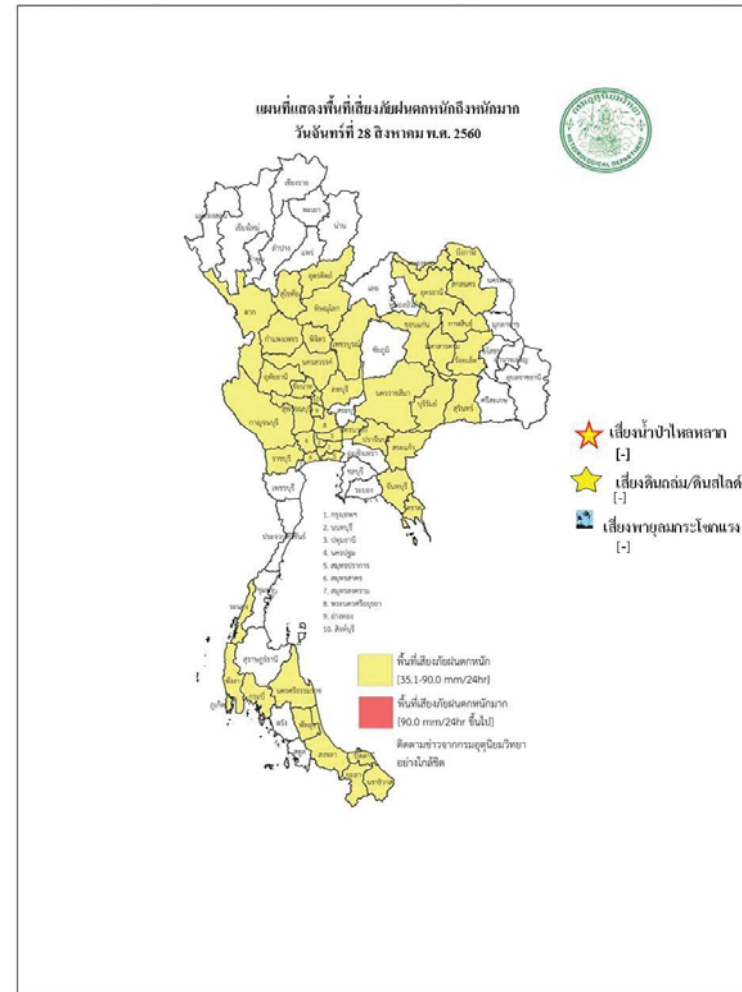 แผนที่แสดงพื้นที่เสี่ยงภัยฝนตกหนักถึงหนักมาก
วันจันทร์ที่ 28 สิงหาคม พ.ศ. 2560
กรมอุตุนิยมวิทยา
METEOROLOGICAL DEPARTMENT
เชียงราย
พะเยา
น่าน
เชียงใหม่
ลำปาง
แพร่
อุตรดิตถ์
สุโขทัย
ตาก
พิษณุโลก
เลย
บึงกาฬ
อุดรธานี
สกลนคร
กำแพงเพชร
พิจิตร
เพชรบูรณ์
ขอนแก่น
กาฬสินธุ์
มุกดาหาร
ชัยภูมิ
มหาสารคาม
ร้อยเอ็ด
นครสวรรค์
อุทัยธานี
ชัยนาท
ลพบุรี
นครราชสีมา
บุรีรัมย์
สุรินทร์
ศรีสะเกษ
อุบลราชธานี
กาญจนบุรี
สุพรรณบุรี
สระบุรี
ปราจีนบุรี
สระแก้ว
ราชบุรี
ฉะเชิงเทรา
ชลบุรี
ระยอง
จันทบุรี
ตราด
เพชรบุรี
ประจวบคีรีขันธ์
ชุมพร
ระนอง
สุราษฎร์ธานี
พังงา
กระบี่
นครศรีธรรมราช
ภูเก็ต
ตรัง
พัทลุง
สตูล
สงขลา
ปัตตานี
ยะลา
นราธิวาส
1. กรุงเทพฯ
2. นนทบุรี
3. ปทุมธานี
4. นครปฐม
5. สมุทรปราการ
6. สมุทรสาคร
7. สมุทรสงคราม
8. พระนครศรีอยุธยา
9. อ่างทอง
10. สิงห์บุรี
เสี่ยงน้ำป่าไหลหลาก
[-]
เสี่ยงดินถล่ม/ดินสไลด์
[-]
เสี่ยงพายุลมกระโชกแรง
[-]
พื้นที่เสี่ยงภัยฝนตกหนัก
[35.1-90.0 mm/24hr]
พื้นที่เสี่ยงภัยฝนตกหนักมาก
[90.0 mm/24hr ขึ้นไป]
ติดตามข่าวจากกรมอุตุนิยมวิทยา
อย่างใกล้ชิด